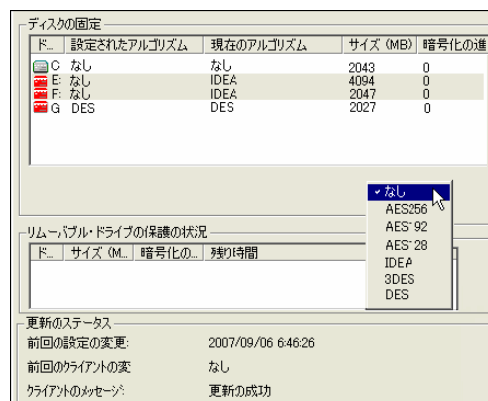 ディスクの固定
ド... 設定されたアルゴリズム 現在のアルゴリズム サイズ (MB) 暗号化の進
C なし なし 2043 0
E: なし IDEA 4094 0
F: なし IDEA 2047 0
G DES DES 2027 0
なし
AES256
AES-92
AES-28
IDEA
3DES
DES
リムーバブル・ドライブの保護の状況
ド... サイズ (M... 暗号化の... 残り時間
更新のステータス
前回の設定の変更: 2007/09/06 6:46:26
前回のクライアントの変 なし
クライアントのメッセージ: 更新の成功